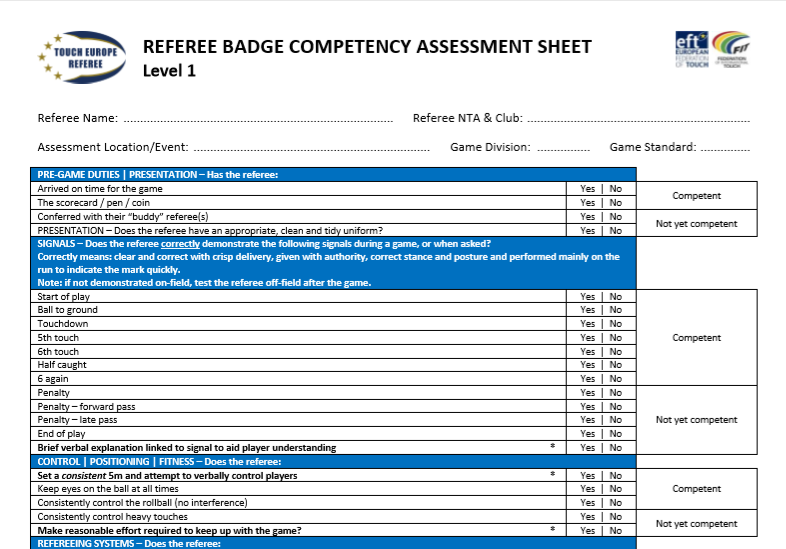 TOUCH EUROPE
REFEREE
REFEREE BADGE COMPETENCY ASSESSMENT SHEET
Level 1
eft
EUROPEAN
FEDERATION
OF TOUCH
FIT
FEDERATION
OF INTERNATIONAL
TOUCH
Referee Name: ........................................ Referee NTA & Club: ........................................
Assessment Location/Event: ........................................ Game Division: ............... Game Standard: ...............
PRE-GAME DUTIES | PRESENTATION – Has the referee:
Arrived on time for the game Yes | No
The scorecard / pen / coin Yes | No
Competent
Conferred with their "buddy" referee(s) Yes | No
PRESENTATION – Does the referee have an appropriate, clean and tidy uniform? Yes | No
Not yet competent
SIGNALS – Does the referee correctly demonstrate the following signals during a game, or when asked?
Correctly means: clear and correct with crisp delivery, given with authority, correct stance and posture and performed mainly on the
run to indicate the mark quickly.
Note: if not demonstrated on-field, test the referee off-field after the game.
Start of play Yes | No
Ball to ground Yes | No
Touchdown Yes | No
5th touch Yes | No
Competent
6th touch Yes | No
Half caught Yes | No
6 again Yes | No
Penalty Yes | No
Penalty – forward pass Yes | No
Penalty – late pass Yes | No
Not yet competent
End of play Yes | No
Brief verbal explanation linked to signal to aid player understanding * Yes | No
CONTROL | POSITIONING | FITNESS – Does the referee:
Set a consistent 5m and attempt to verbally control players * Yes | No
Keep eyes on the ball at all times Yes | No
Competent
Consistently control the rollball (no interference) Yes | No
Consistently control heavy touches Yes | No
Not yet competent
Make reasonable effort required to keep up with the game? * Yes | No
REFEREEING SYSTEMS – Does the referee: